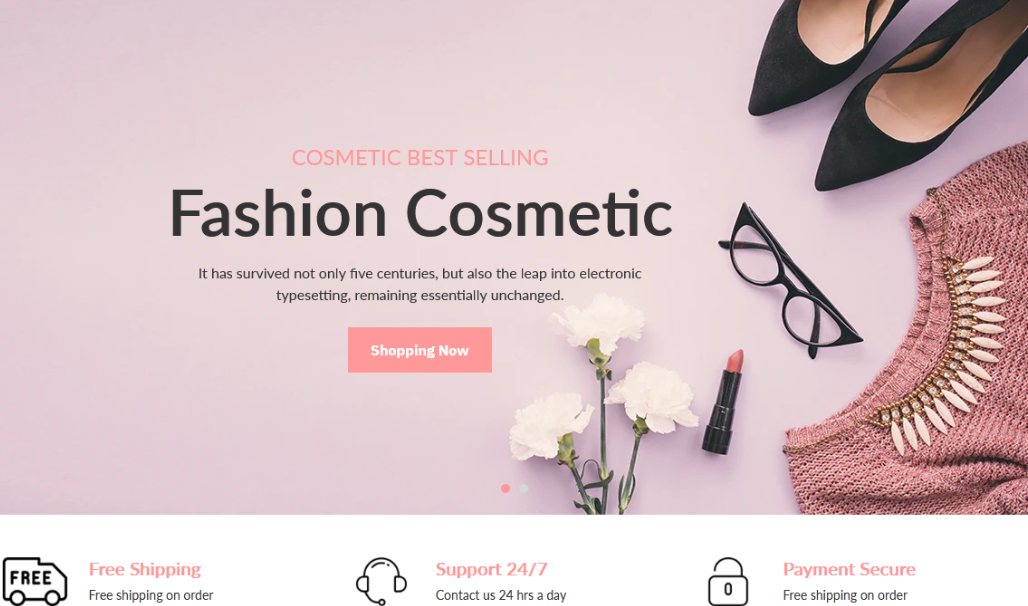 COSMETIC BEST SELLING
Fashion Cosmetic
It has survived not only five centuries, but also the leap into electronic
typesetting, remaining essentially unchanged.
Shopping Now
FREE
Free Shipping
Free shipping on order
Support 24/7
Contact us 24 hrs a day
Payment Secure
Free shipping on order